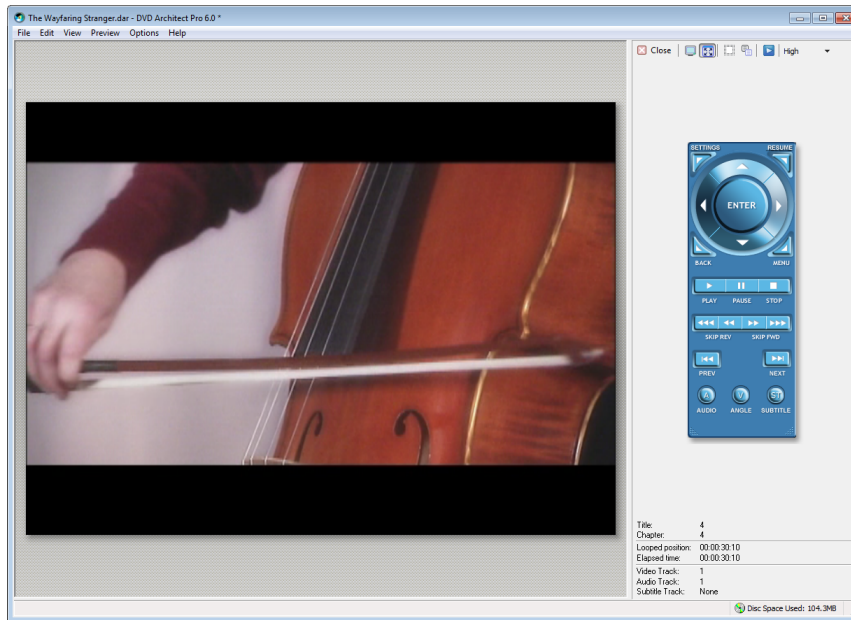 The Wayfaring Stranger.dar - DVD Architect Pro 6.0 *
File Edit View Preview Options Help
Close High
SETTINGS RESUME
ENTER
BACK MENU
PLAY PAUSE STOP
SKIP REV SKIP FWD
PREV NEXT
A V ST
AUDIO ANGLE SUBTITLE
Title: 4
Chapter: 4
Looped position: 00:00:30:10
Elapsed time: 00:00:30:10
Video Track: 1
Audio Track: 1
Subtitle Track: None
Disc Space Used: 104.3MB